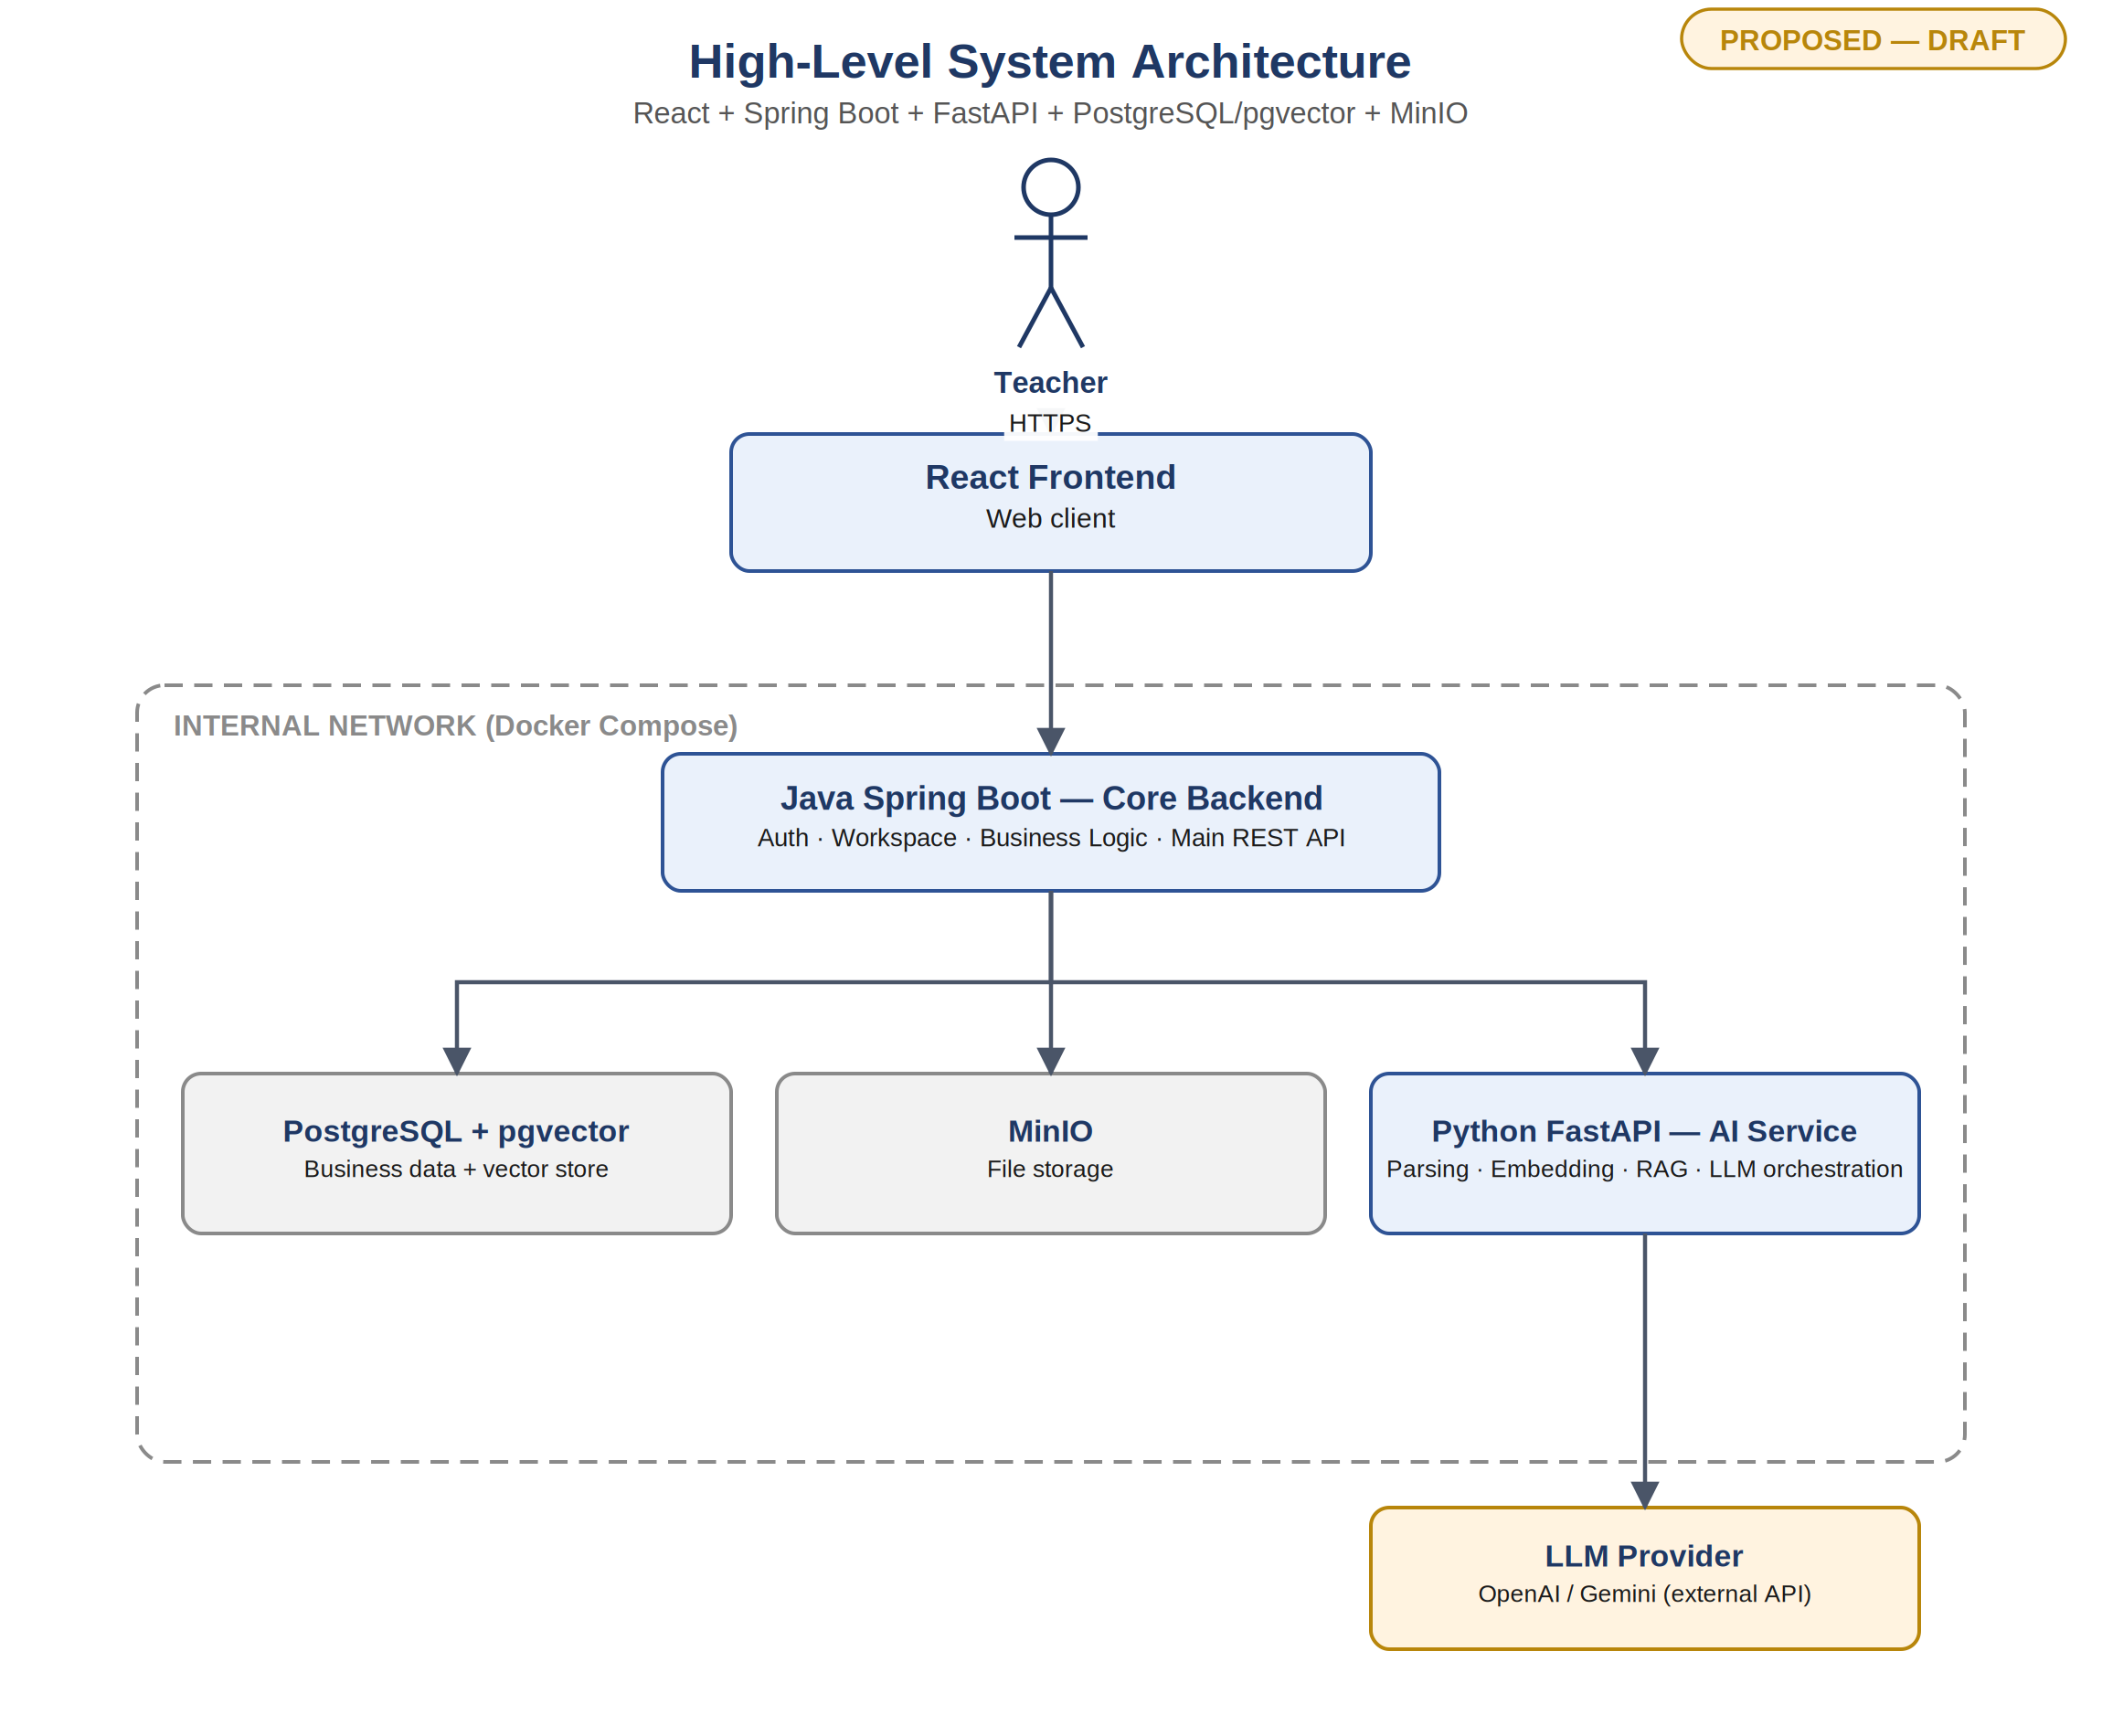 PROPOSED — DRAFT
High-Level System Architecture
React + Spring Boot + FastAPI + PostgreSQL/pgvector + MinIO
Teacher
HTTPS
React Frontend
Web client
INTERNAL NETWORK (Docker Compose)
Java Spring Boot — Core Backend
Auth · Workspace · Business Logic · Main REST API
PostgreSQL + pgvector
Business data + vector store
MinIO
File storage
Python FastAPI — AI Service
Parsing · Embedding · RAG · LLM orchestration
LLM Provider
OpenAI / Gemini (external API)